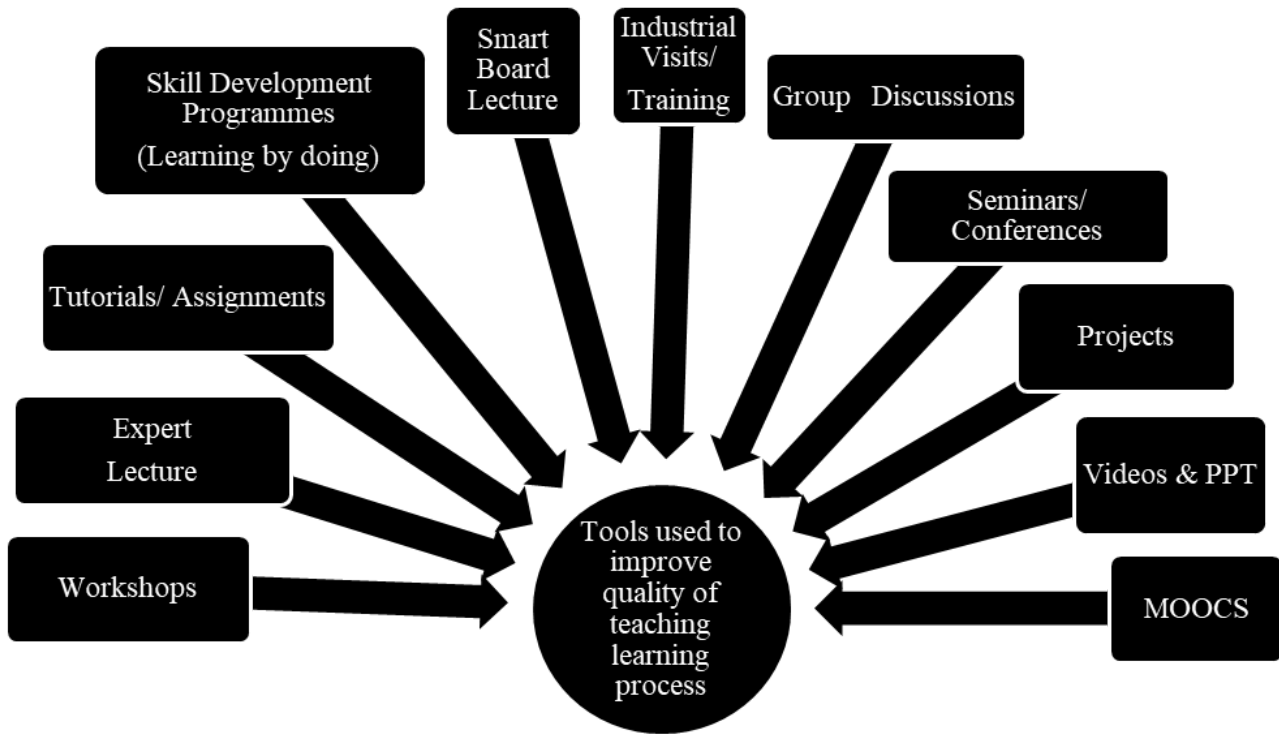 Skill Development
Programmes
(Learning by doing)
Smart
Board
Lecture
Industrial
Visits/
Training
Group Discussions
Seminars/
Conferences
Tutorials/ Assignments
Projects
Expert
Lecture
Videos & PPT
Workshops
MOOCS
Tools used to
improve
quality of
teaching
learning
process